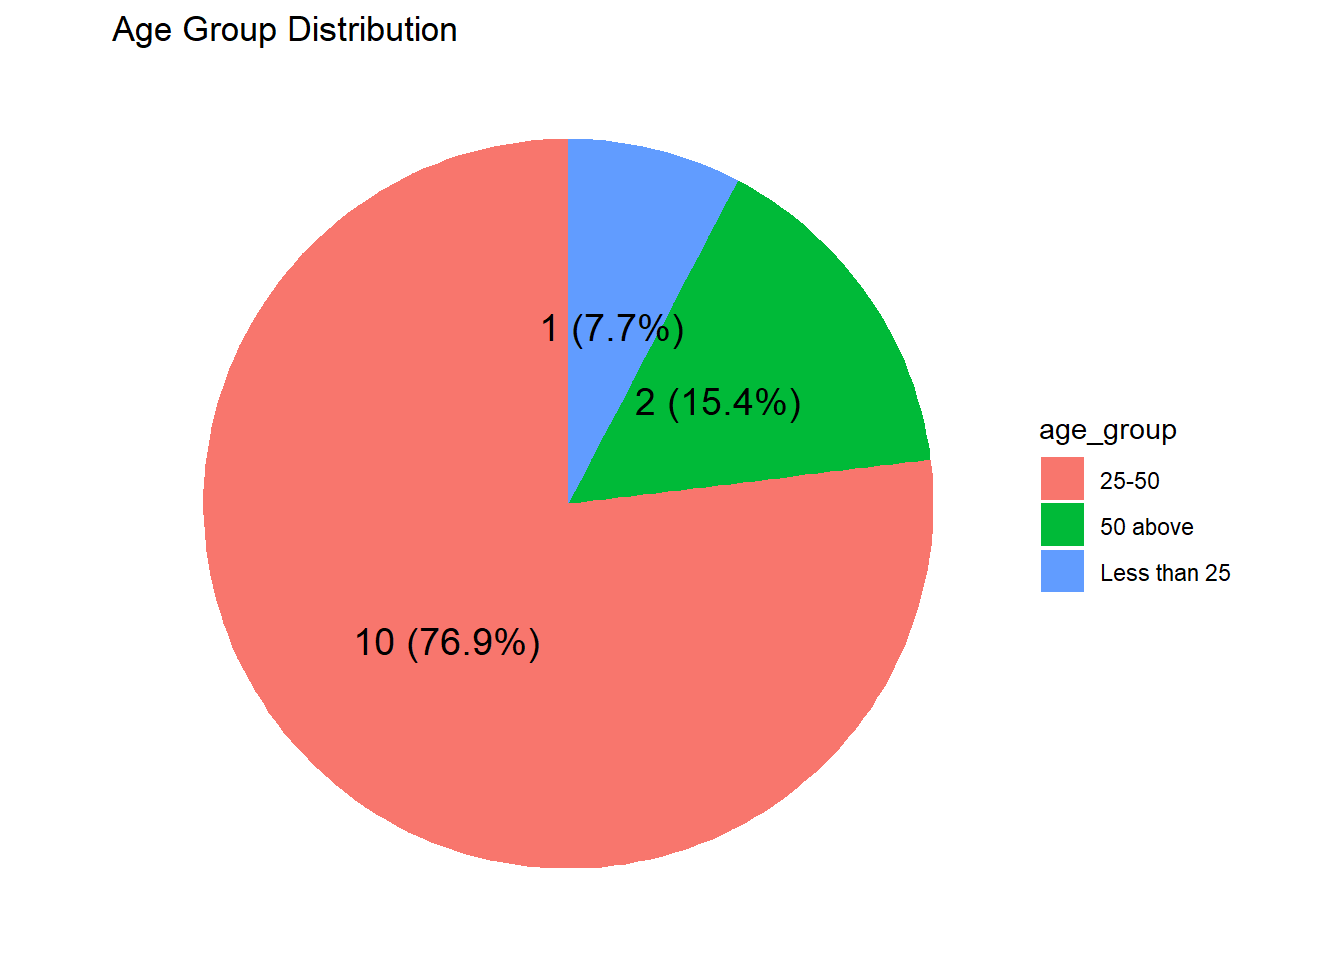 Age Group Distribution
1 (7.7%)
2 (15.4%)
10 (76.9%)
age_group
25-50
50 above
Less than 25